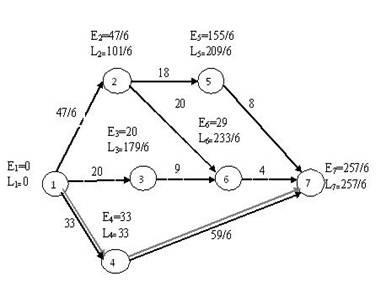 E2=47/6
L2=101/6
E5=155/6
L5=209/6
18
2
5
20
8
47/6
E3=20
L3=179/6
E6=29
L6=233/6
E1=0
L1=0
20
9
4
1
3
6
7
E7=257/6
L7=257/6
33
E4=33
L4=33
59/6
4